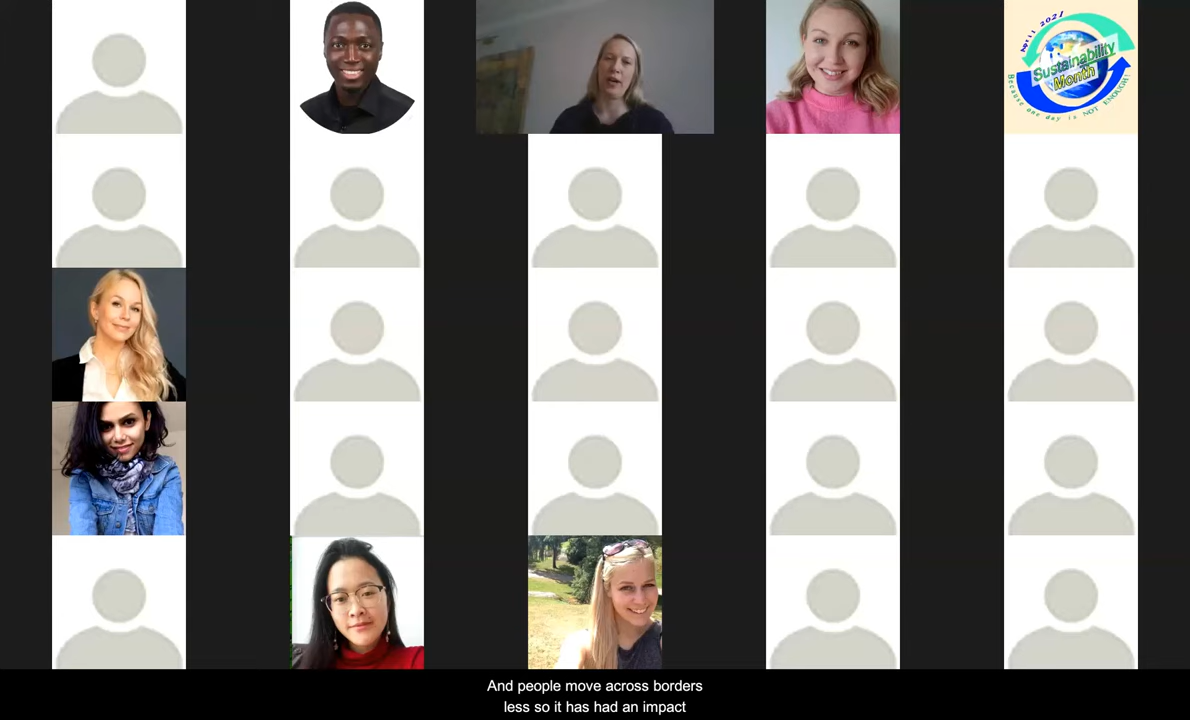 April 2021
Sustainability
Month
Because one day is NOT ENOUGH!
And people move across borders
less so it has had an impact